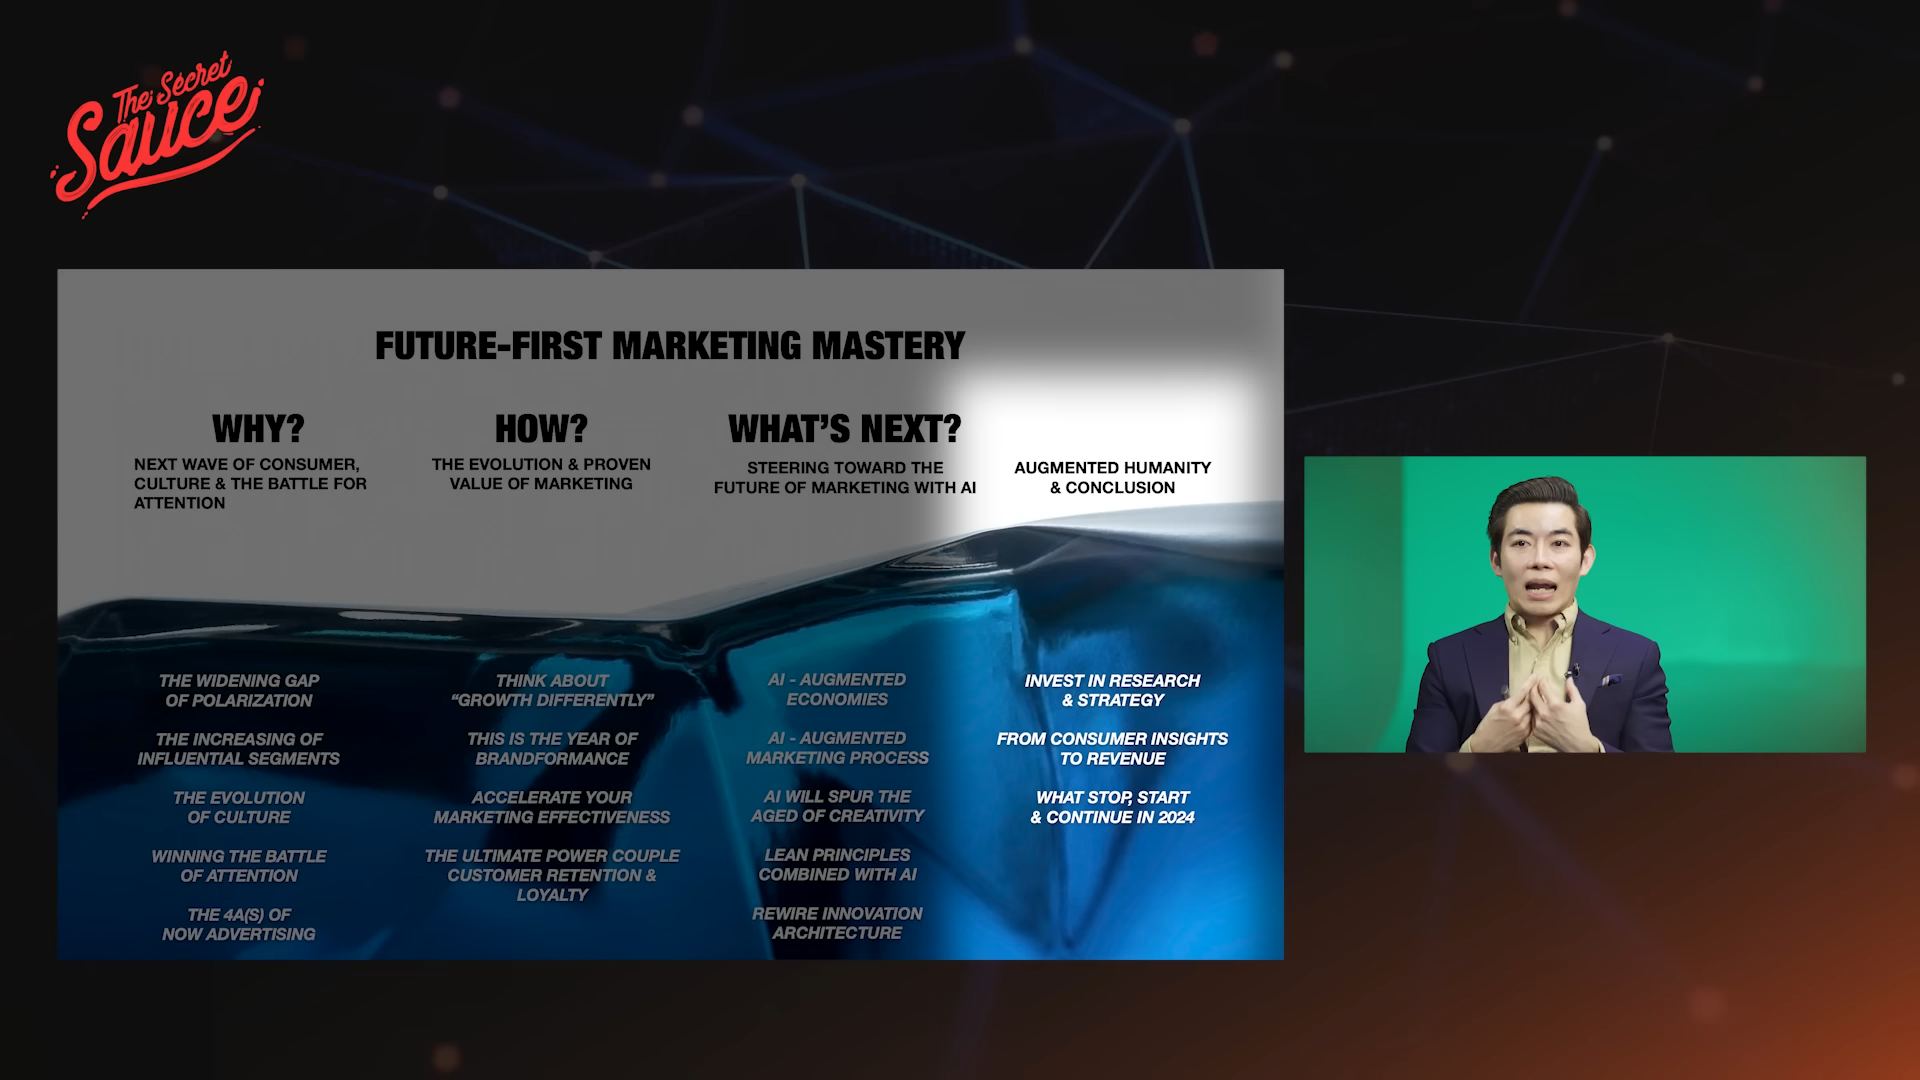 The Secret
Sauce
FUTURE-FIRST MARKETING MASTERY
WHY?
NEXT WAVE OF CONSUMER,
CULTURE & THE BATTLE FOR
ATTENTION
THE WIDENING GAP
OF POLARIZATION
THE INCREASING OF
INFLUENTIAL SEGMENTS
THE EVOLUTION
OF CULTURE
WINNING THE BATTLE
OF ATTENTION
THE 4A(S) OF
NOW ADVERTISING
HOW?
THE EVOLUTION & PROVEN
VALUE OF MARKETING
THINK ABOUT
“GROWTH DIFFERENTLY”
THIS IS THE YEAR OF
BRANDFORMANCE
ACCELERATE YOUR
MARKETING EFFECTIVENESS
THE ULTIMATE POWER COUPLE
CUSTOMER RETENTION &
LOYALTY
WHAT’S NEXT?
STEERING TOWARD THE
FUTURE OF MARKETING WITH AI
AI - AUGMENTED
ECONOMIES
AI - AUGMENTED
MARKETING PROCESS
AI WILL SPUR THE
AGED OF CREATIVITY
LEAN PRINCIPLES
COMBINED WITH AI
REWIRE INNOVATION
ARCHITECTURE
AUGMENTED HUMANITY
& CONCLUSION
INVEST IN RESEARCH
& STRATEGY
FROM CONSUMER INSIGHTS
TO REVENUE
WHAT STOP, START
& CONTINUE IN 2024